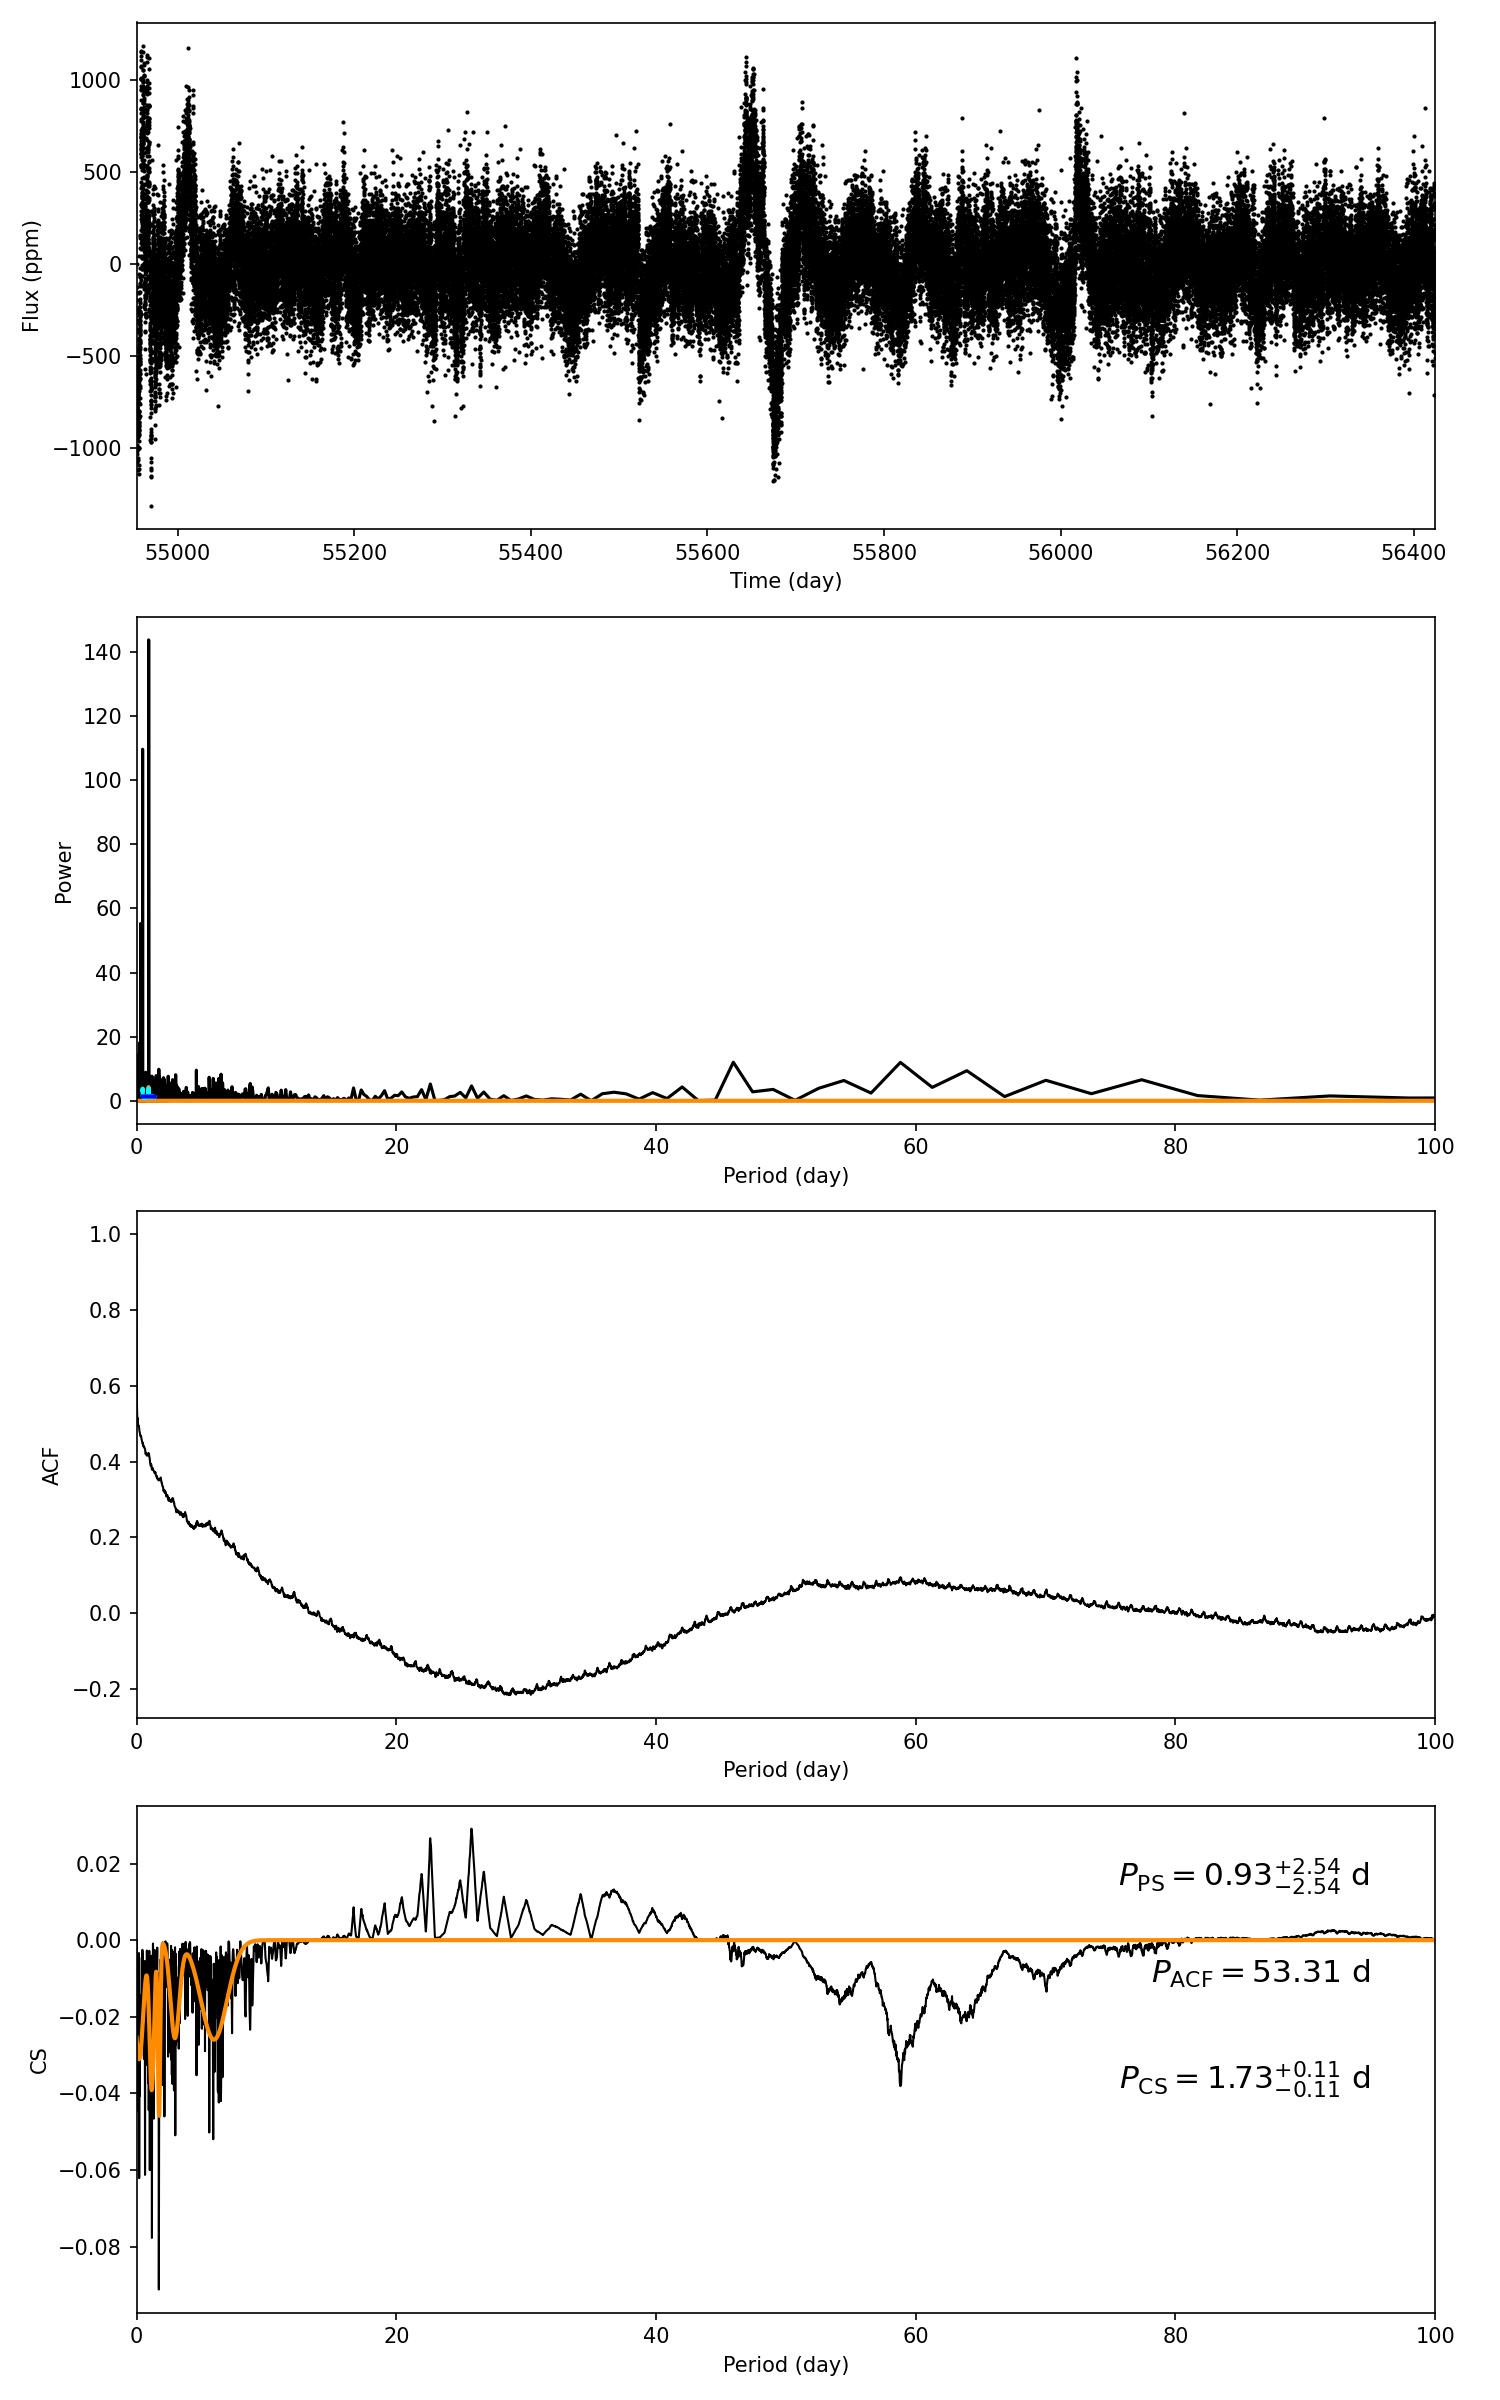 1000
500
0
−500
−1000
Flux (ppm)
55000 55200 55400 55600 55800 56000 56200 56400
Time (day)
140
120
100
80
60
40
20
0
Power
0 20 40 60 80 100
Period (day)
1.0
0.8
0.6
0.4
0.2
0.0
−0.2
ACF
0 20 40 60 80 100
Period (day)
0.02
0.00
−0.02
−0.04
−0.06
−0.08
CS
P_PS = 0.93^{+2.54}_{−2.54} d
P_ACF = 53.31 d
P_CS = 1.73^{+0.11}_{−0.11} d
0 20 40 60 80 100
Period (day)